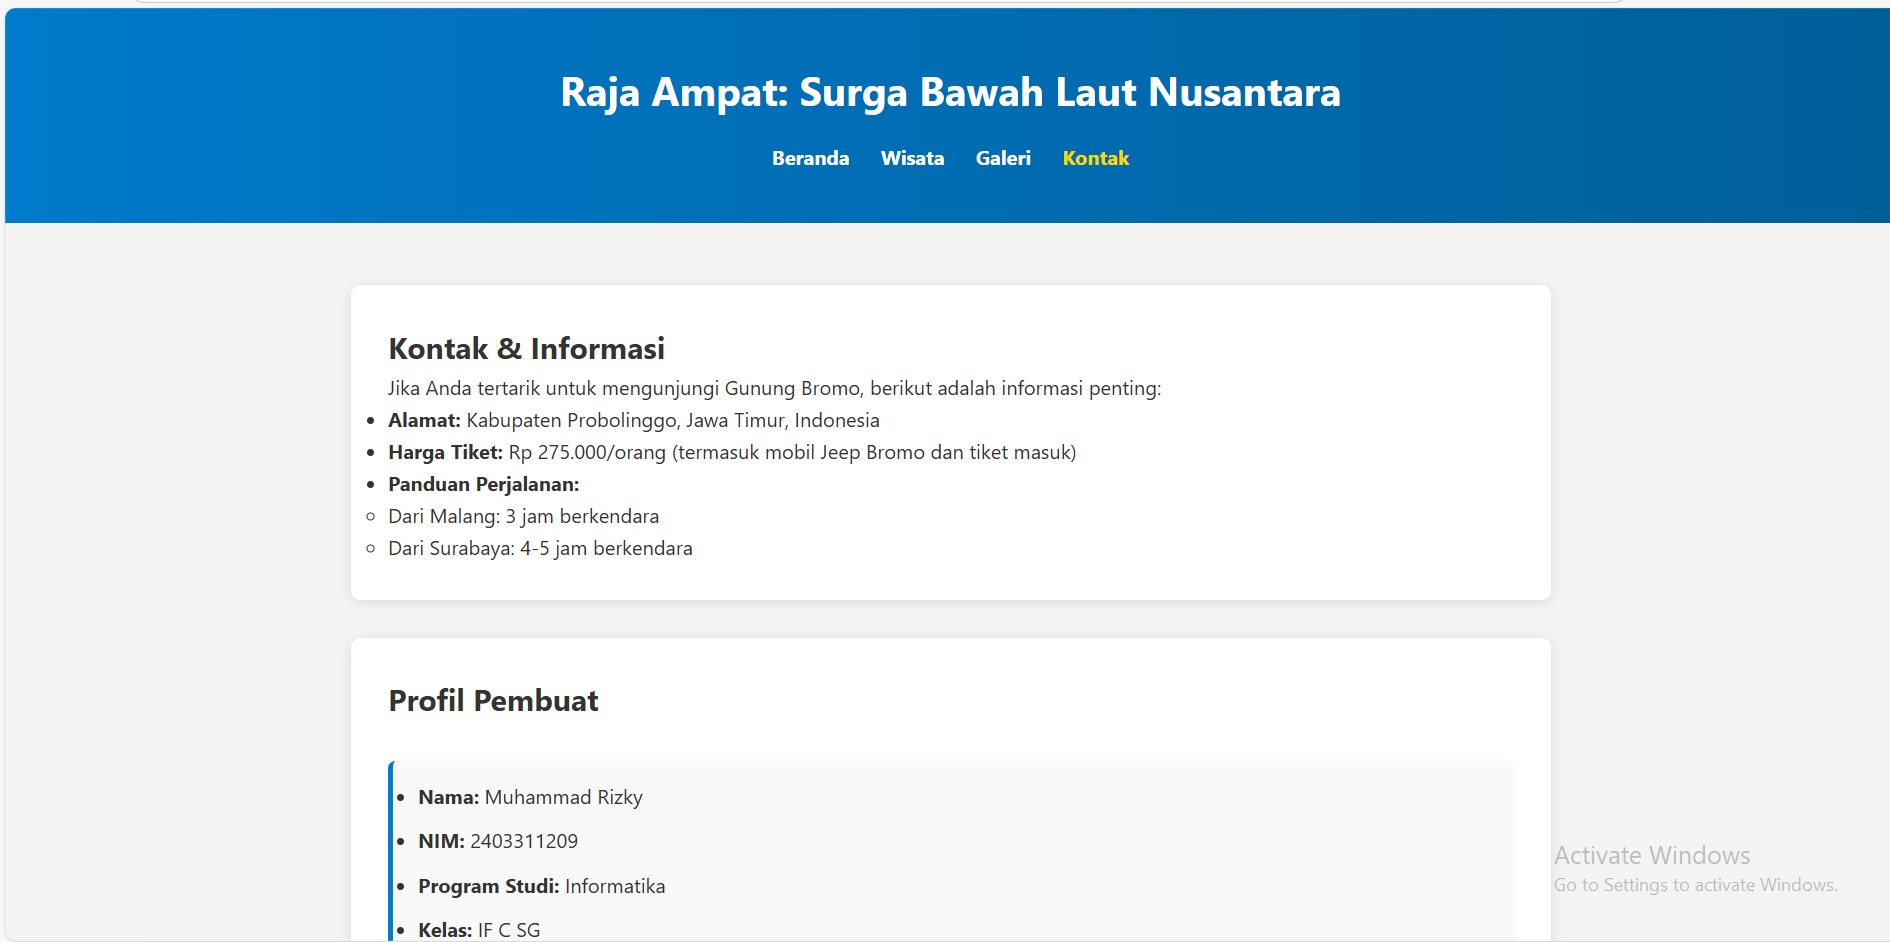 Raja Ampat: Surga Bawah Laut Nusantara
Beranda Wisata Galeri Kontak
Kontak & Informasi
Jika Anda tertarik untuk mengunjungi Gunung Bromo, berikut adalah informasi penting:
Alamat: Kabupaten Probolinggo, Jawa Timur, Indonesia
Harga Tiket: Rp 275.000/orang (termasuk mobil Jeep Bromo dan tiket masuk)
Panduan Perjalanan:
Dari Malang: 3 jam berkendara
Dari Surabaya: 4-5 jam berkendara
Profil Pembuat
Nama: Muhammad Rizky
NIM: 2403311209
Program Studi: Informatika
Kelas: IF C SG
Activate Windows
Go to Settings to activate Windows.